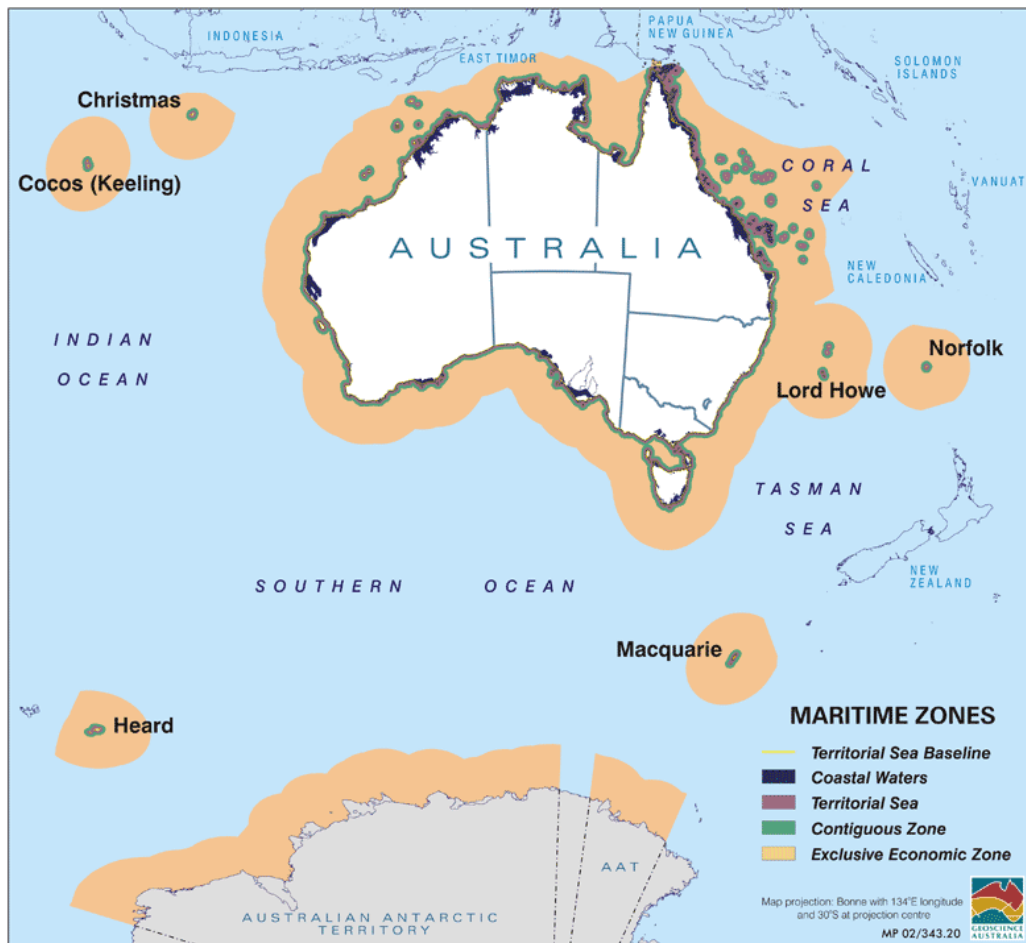 INDONESIA
PAPUA
NEW GUINEA
EAST TIMOR
SOLOMON
ISLANDS
Christmas
Cocos (Keeling)
CORAL
SEA
VANUAT
AUSTRALIA
NEW
CALEDONIA
INDIAN
OCEAN
Norfolk
Lord Howe
TASMAN
SEA
SOUTHERN OCEAN
NEW
ZEALAND
Macquarie
Heard
MARITIME ZONES
Territorial Sea Baseline
Coastal Waters
Territorial Sea
Contiguous Zone
Exclusive Economic Zone
AAT
AUSTRALIAN ANTARCTIC
TERRITORY
Map projection: Bonne with 134°E longitude
and 30°S at projection centre
MP 02/343.20
GEOSCIENCE
AUSTRALIA